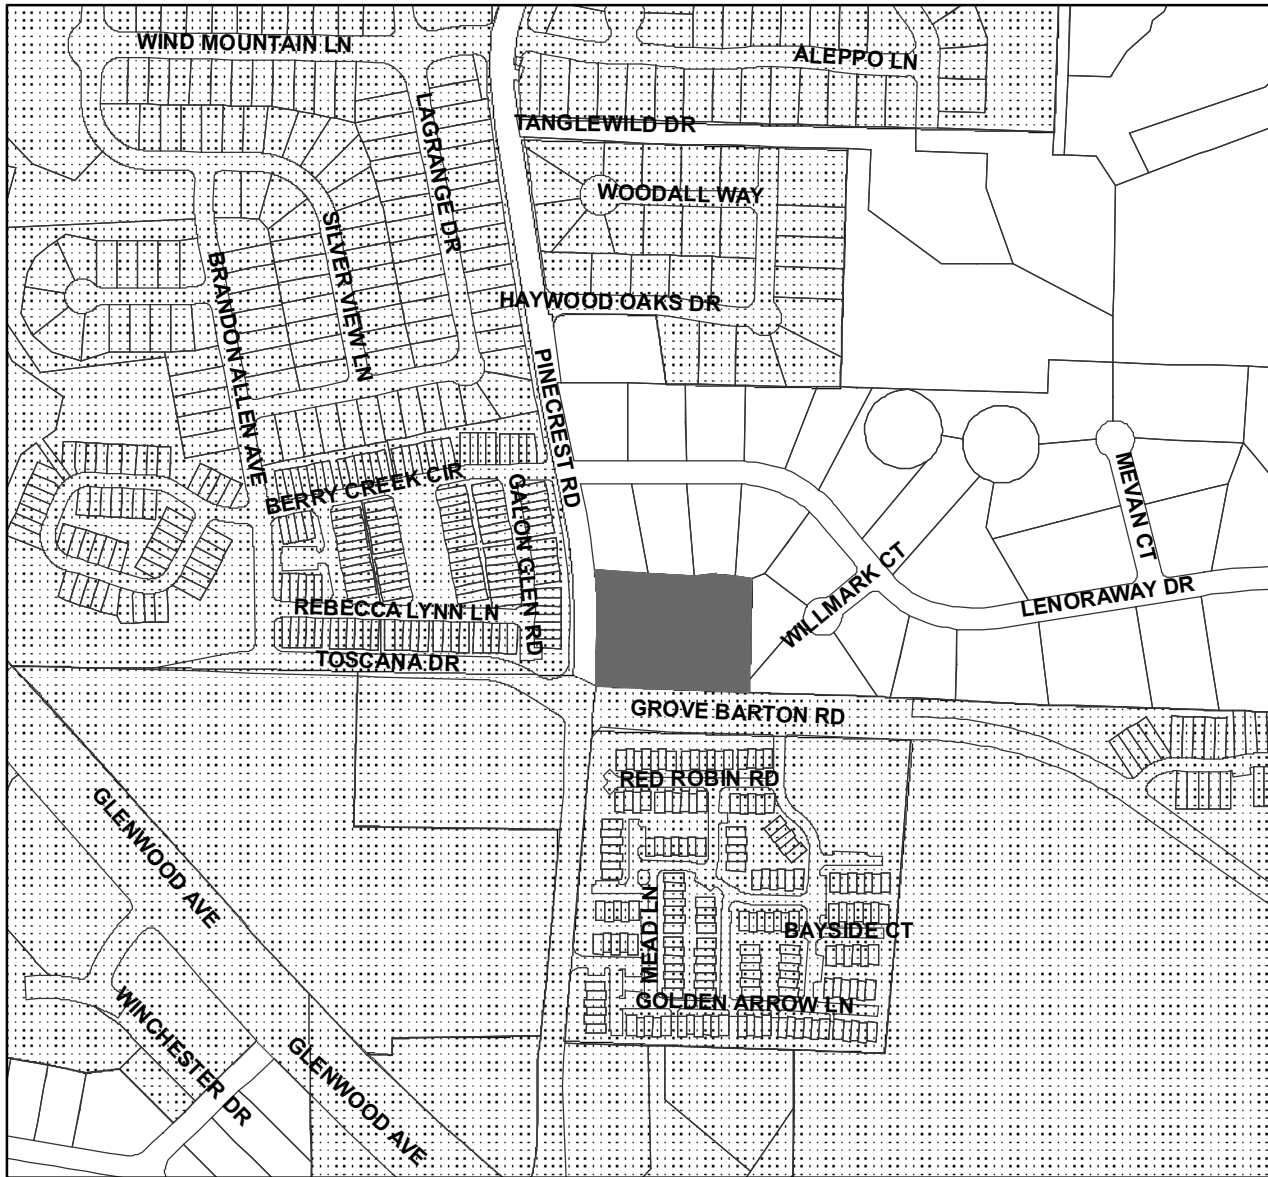 WIND MOUNTAIN LN
ALEPPO LN
LAGRANGE DR
TANGLEWILD DR
WOODALL WAY
SILVER VIEW LN
BRANDON ALLEN AVE
HAYWOOD OAKS DR
PINECREST RD
BERRY CREEK CIR
GALON GLEN RD
MEVAN CT
WILLMARK CT
LENORAWAY DR
REBECCA LYNN LN
TOSCANA DR
GROVE BARTON RD
RED ROBIN RD
GLENWOOD AVE
MEAD LN
BAYSIDE CT
GOLDEN ARROW LN
WINCHESTER DR
GLENWOOD AVE